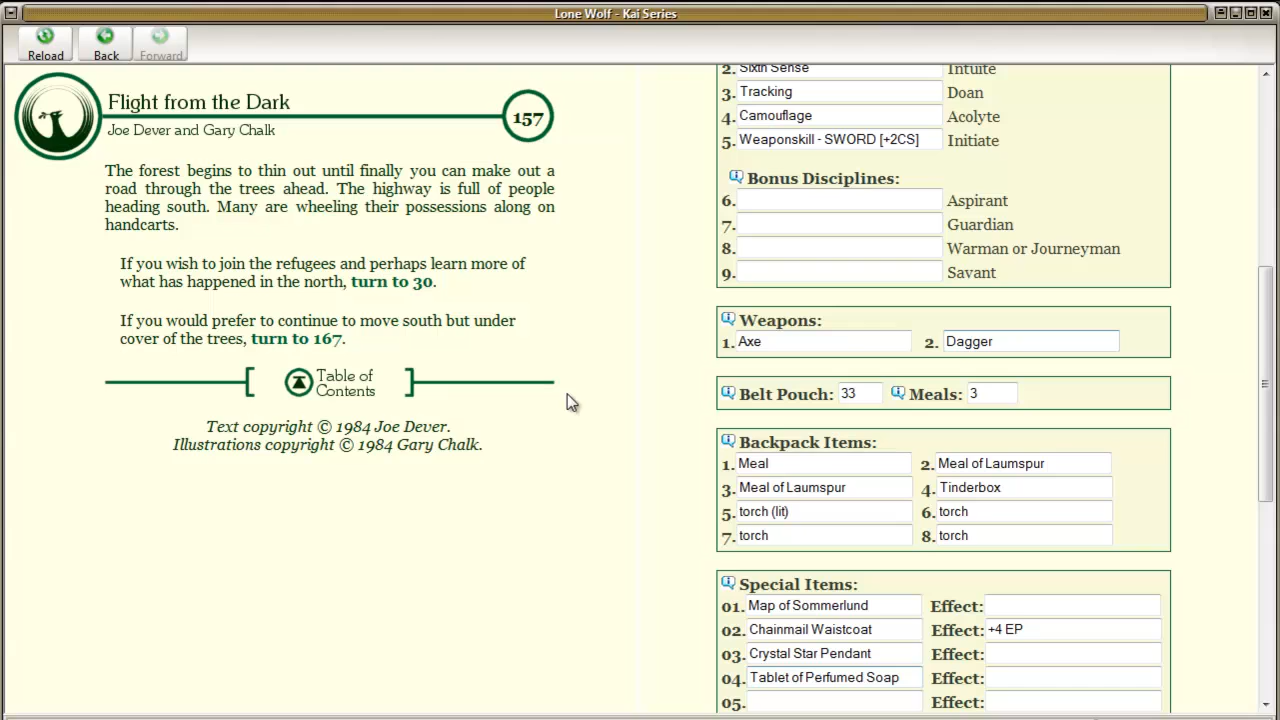 Lone Wolf - Kai Series
Reload Back Forward
Flight from the Dark
157
Joe Dever and Gary Chalk
The forest begins to thin out until finally you can make out a
road through the trees ahead. The highway is full of people
heading south. Many are wheeling their possessions along on
handcarts.
If you wish to join the refugees and perhaps learn more of
what has happened in the north, turn to 30.
If you would prefer to continue to move south but under
cover of the trees, turn to 167.
Table of
Contents
Text copyright © 1984 Joe Dever.
Illustrations copyright © 1984 Gary Chalk.
2. Sixth Sense Intuite
3. Tracking Doan
4. Camouflage Acolyte
5. Weaponskill - SWORD [+2CS] Initiate
Bonus Disciplines:
6. Aspirant
7. Guardian
8. Warman or Journeyman
9. Savant
Weapons:
1. Axe 2. Dagger
Belt Pouch: 33 Meals: 3
Backpack Items:
1. Meal 2. Meal of Laumspur
3. Meal of Laumspur 4. Tinderbox
5. torch (lit) 6. torch
7. torch 8. torch
Special Items:
01. Map of Sommerlund Effect:
02. Chainmail Waistcoat Effect: +4 EP
03. Crystal Star Pendant Effect:
04. Tablet of Perfumed Soap Effect:
05. Effect: